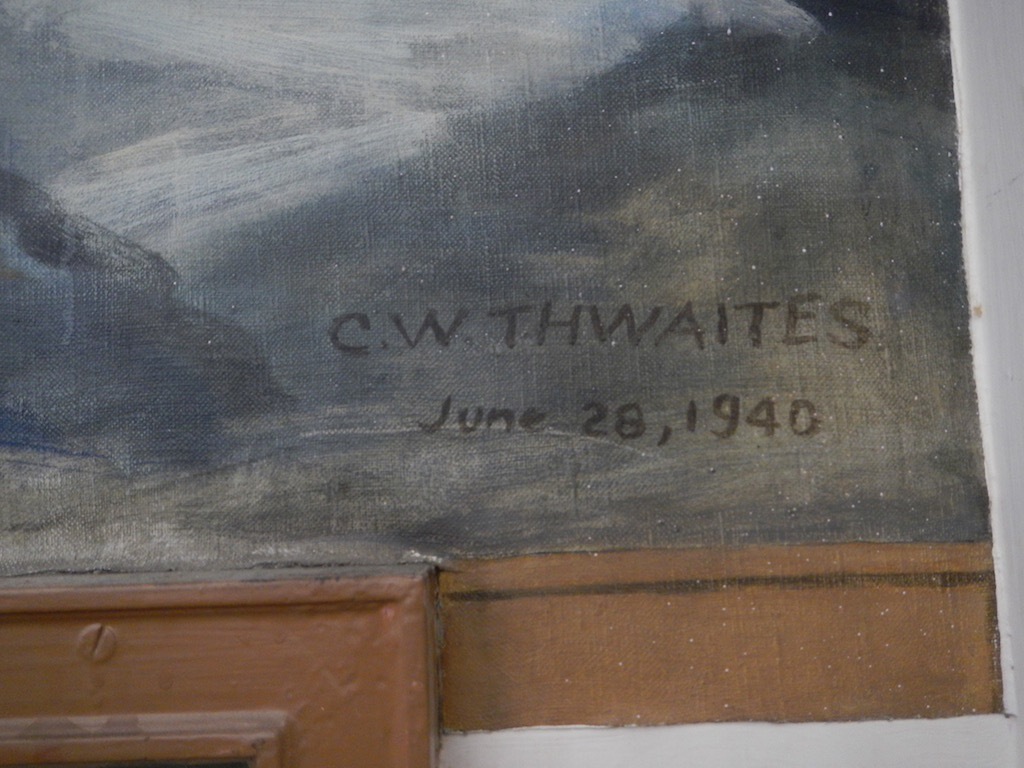 C.W. THWAITES
June 28, 1940